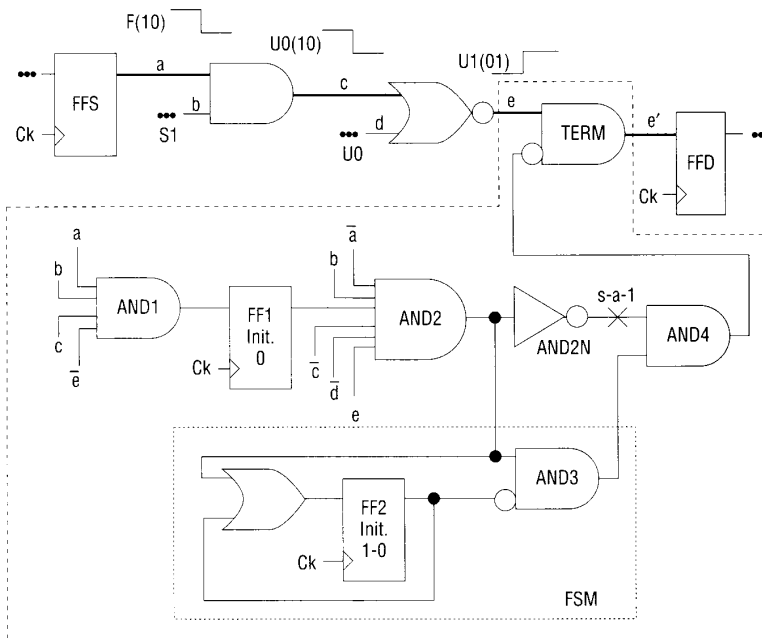 F(10)
U0(10)
U1(01)
a
c
e
e′
FFS
b
S1
d
U0
TERM
FFD
Ck
Ck
a
b
AND1
c
e̅
FF1
Init.
0
Ck
a̅
b
AND2
c̅
d̅
e
AND2N
s-a-1
AND4
AND3
FF2
Init.
1-0
Ck
FSM